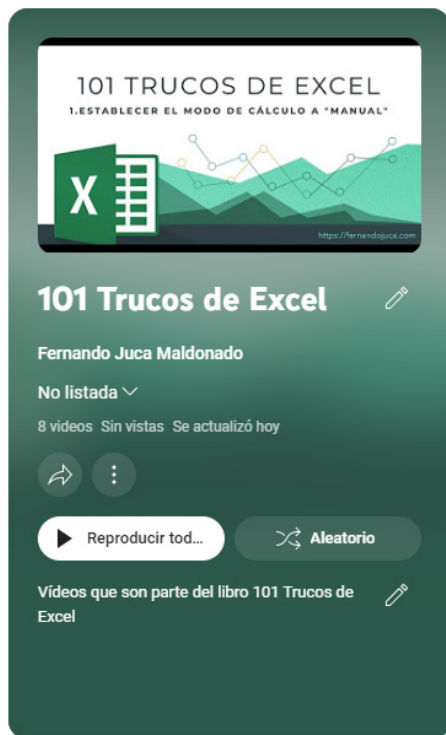 101 TRUCOS DE EXCEL
1.ESTABLECER EL MODO DE CÁLCULO A "MANUAL"
X
https://fernandojuca.com
101 Trucos de Excel
Fernando Juca Maldonado
No listada
8 videos Sin vistas Se actualizó hoy
Reproducir tod...
Aleatorio
Vídeos que son parte del libro 101 Trucos de
Excel